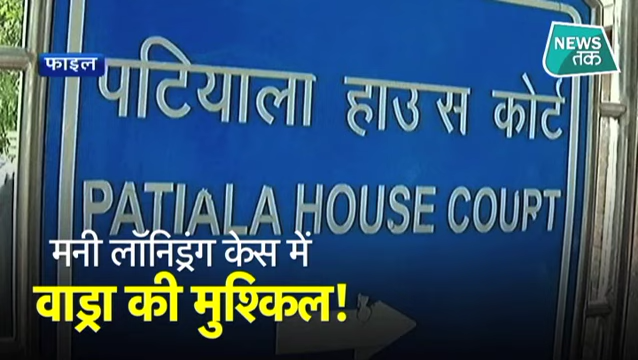 NEWS
तक
फाइल
पटियाला हाउस कोर्ट
PATIALA HOUSE COURT
मनी लॉनिड्रंग केस में
वाड्रा की मुश्किल!